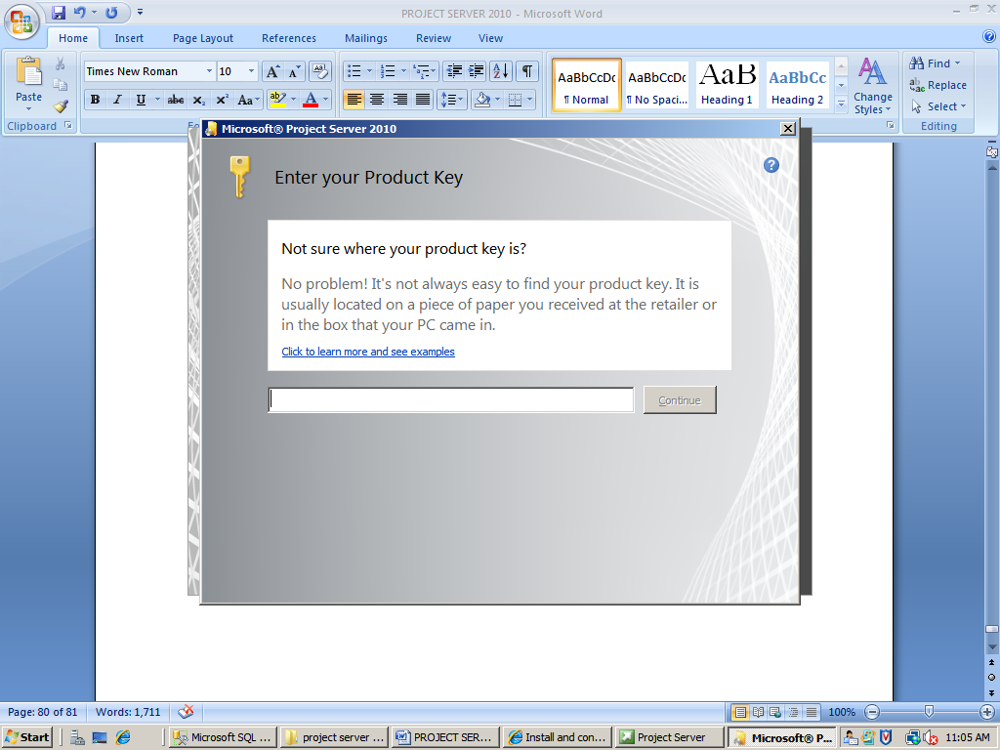 PROJECT SERVER 2010 - Microsoft Word
Home Insert Page Layout References Mailings Review View
Paste
Clipboard
Times New Roman 10
B I U abc x₂ x² Aa
AaBbCcDc AaBbCcDc AaB AaBbCc
¶ Normal ¶ No Spaci... Heading 1 Heading 2
Change
Styles
Find
Replace
Select
Editing
Microsoft® Project Server 2010
Enter your Product Key
Not sure where your product key is?
No problem! It's not always easy to find your product key. It is
usually located on a piece of paper you received at the retailer or
in the box that your PC came in.
Click to learn more and see examples
Continue
Page: 80 of 81 Words: 1,711 100%
Start Microsoft SQL ... project server ... PROJECT SER... Install and con... Project Server Microsoft® P... 11:05 AM